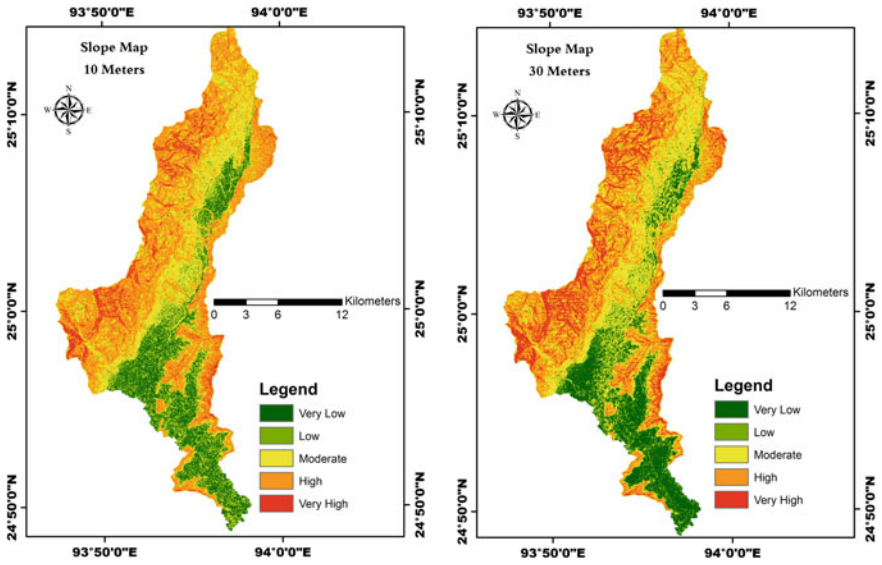 93°50'0"E 94°0'0"E
Slope Map
10 Meters
N
W E
S
25°10'0"N
25°10'0"N
25°0'0"N
25°0'0"N
Kilometers
0 3 6 12
Legend
Very Low
Low
Moderate
High
Very High
24°50'0"N
24°50'0"N
93°50'0"E 94°0'0"E
93°50'0"E 94°0'0"E
Slope Map
30 Meters
N
W E
S
25°10'0"N
25°10'0"N
25°0'0"N
25°0'0"N
Kilometers
0 3 6 12
Legend
Very Low
Low
Moderate
High
Very High
24°50'0"N
24°50'0"N
93°50'0"E 94°0'0"E